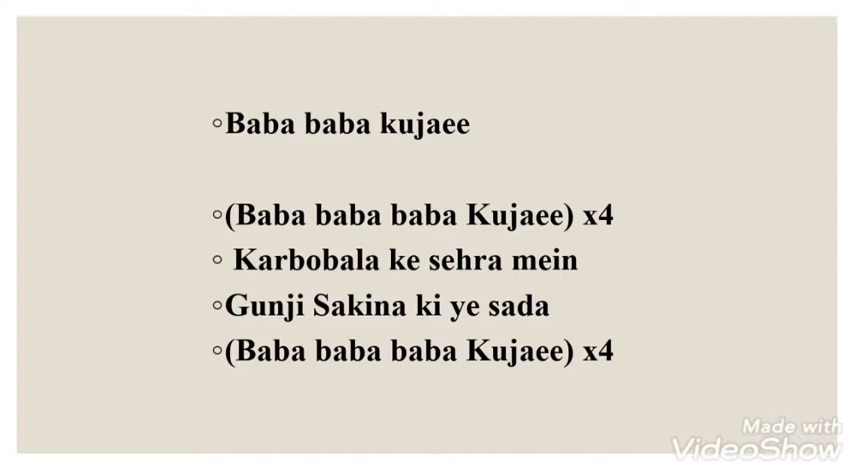 ◦Baba baba kujaee
◦(Baba baba baba Kujaee) x4
◦ Karbobala ke sehra mein
◦Gunji Sakina ki ye sada
◦(Baba baba baba Kujaee) x4
Made with
VideoShow